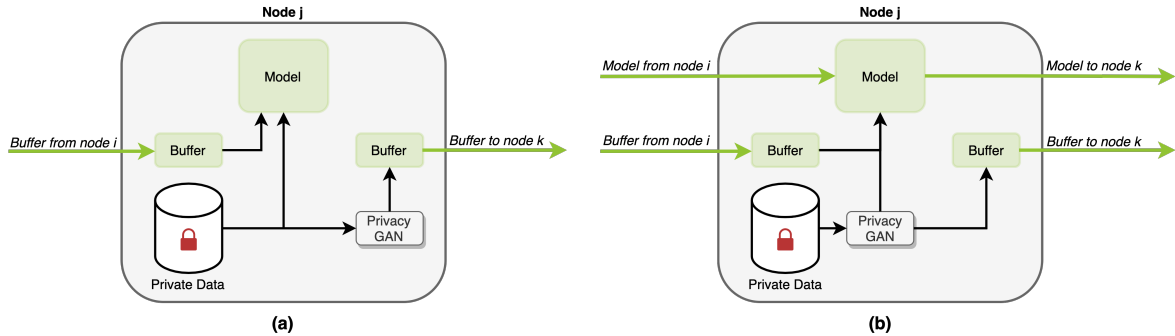 Node j
Model
Buffer from node i
Buffer
Buffer
Buffer to node k
Privacy
GAN
Private Data
(a)
Node j
Model from node i
Model
Model to node k
Buffer from node i
Buffer
Buffer
Buffer to node k
Privacy
GAN
Private Data
(b)